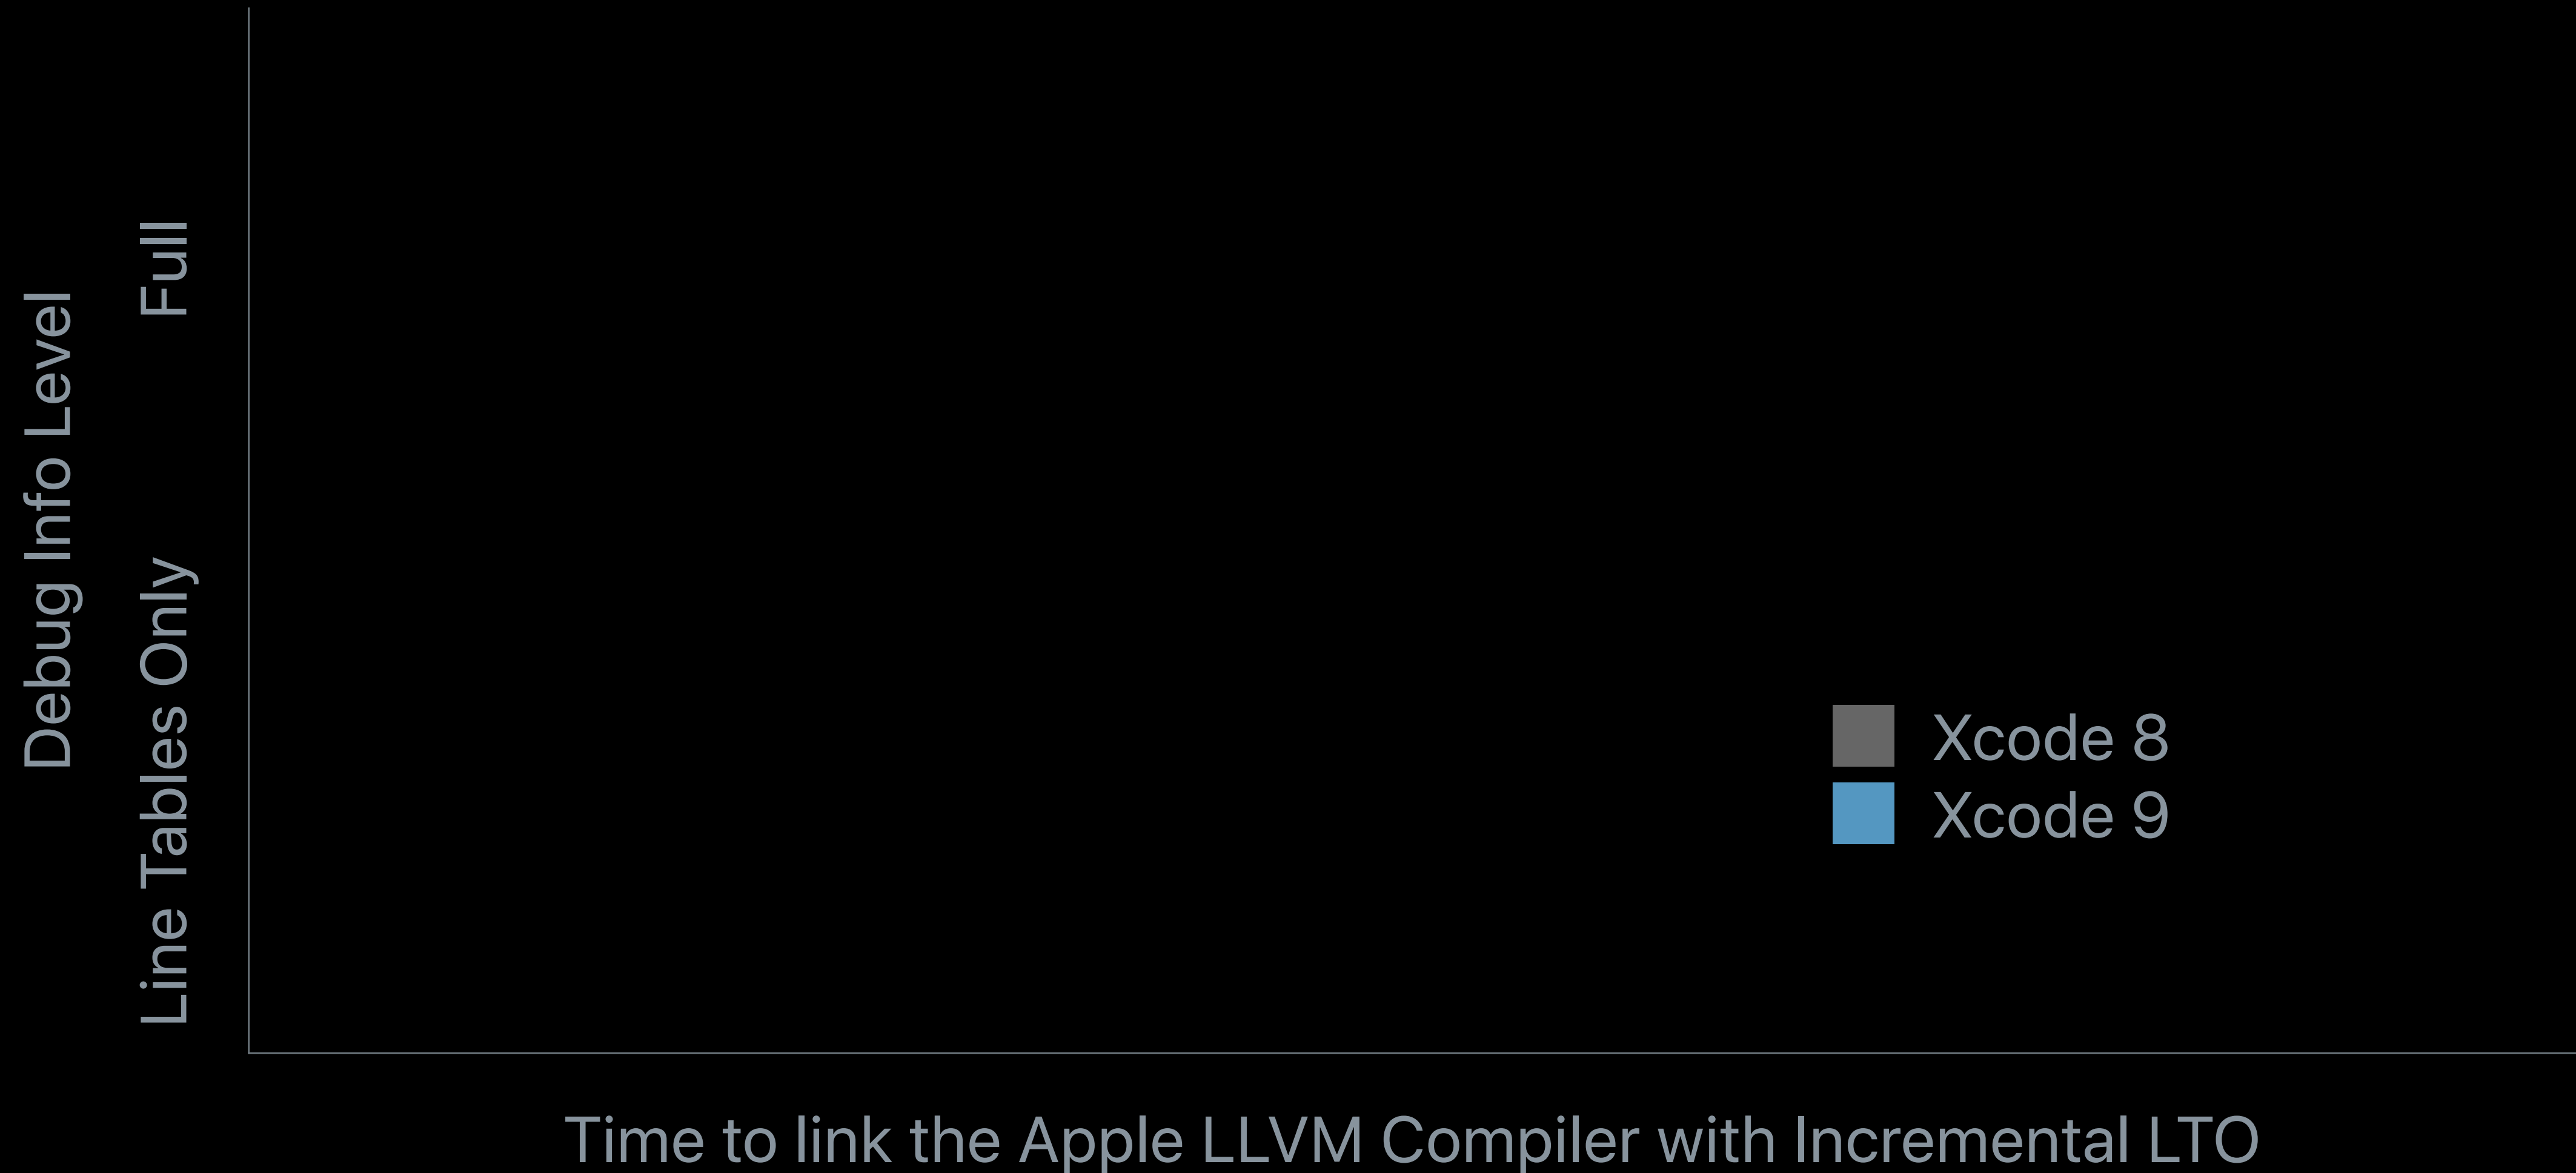 Debug Info Level
Full
Line Tables Only
Xcode 8
Xcode 9
Time to link the Apple LLVM Compiler with Incremental LTO